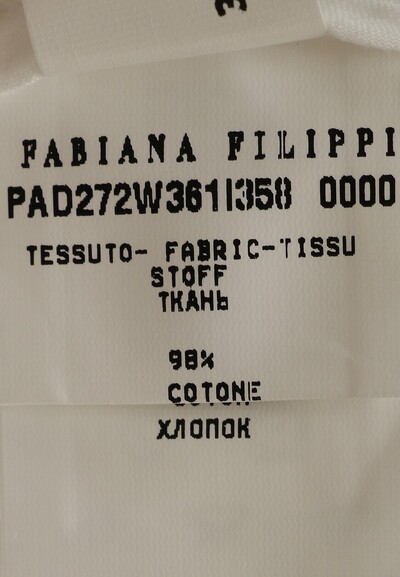 FABIANA FILIPPI
PAD272W361I358 0000
TESSUTO- FABRIC-TISSU
STOFF
ТКАНЬ
98%
COTONE
ХЛОПОК